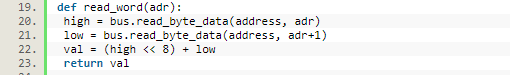 19. def read_word(adr):
20. high = bus.read_byte_data(address, adr)
21. low = bus.read_byte_data(address, adr+1)
22. val = (high << 8) + low
23. return val